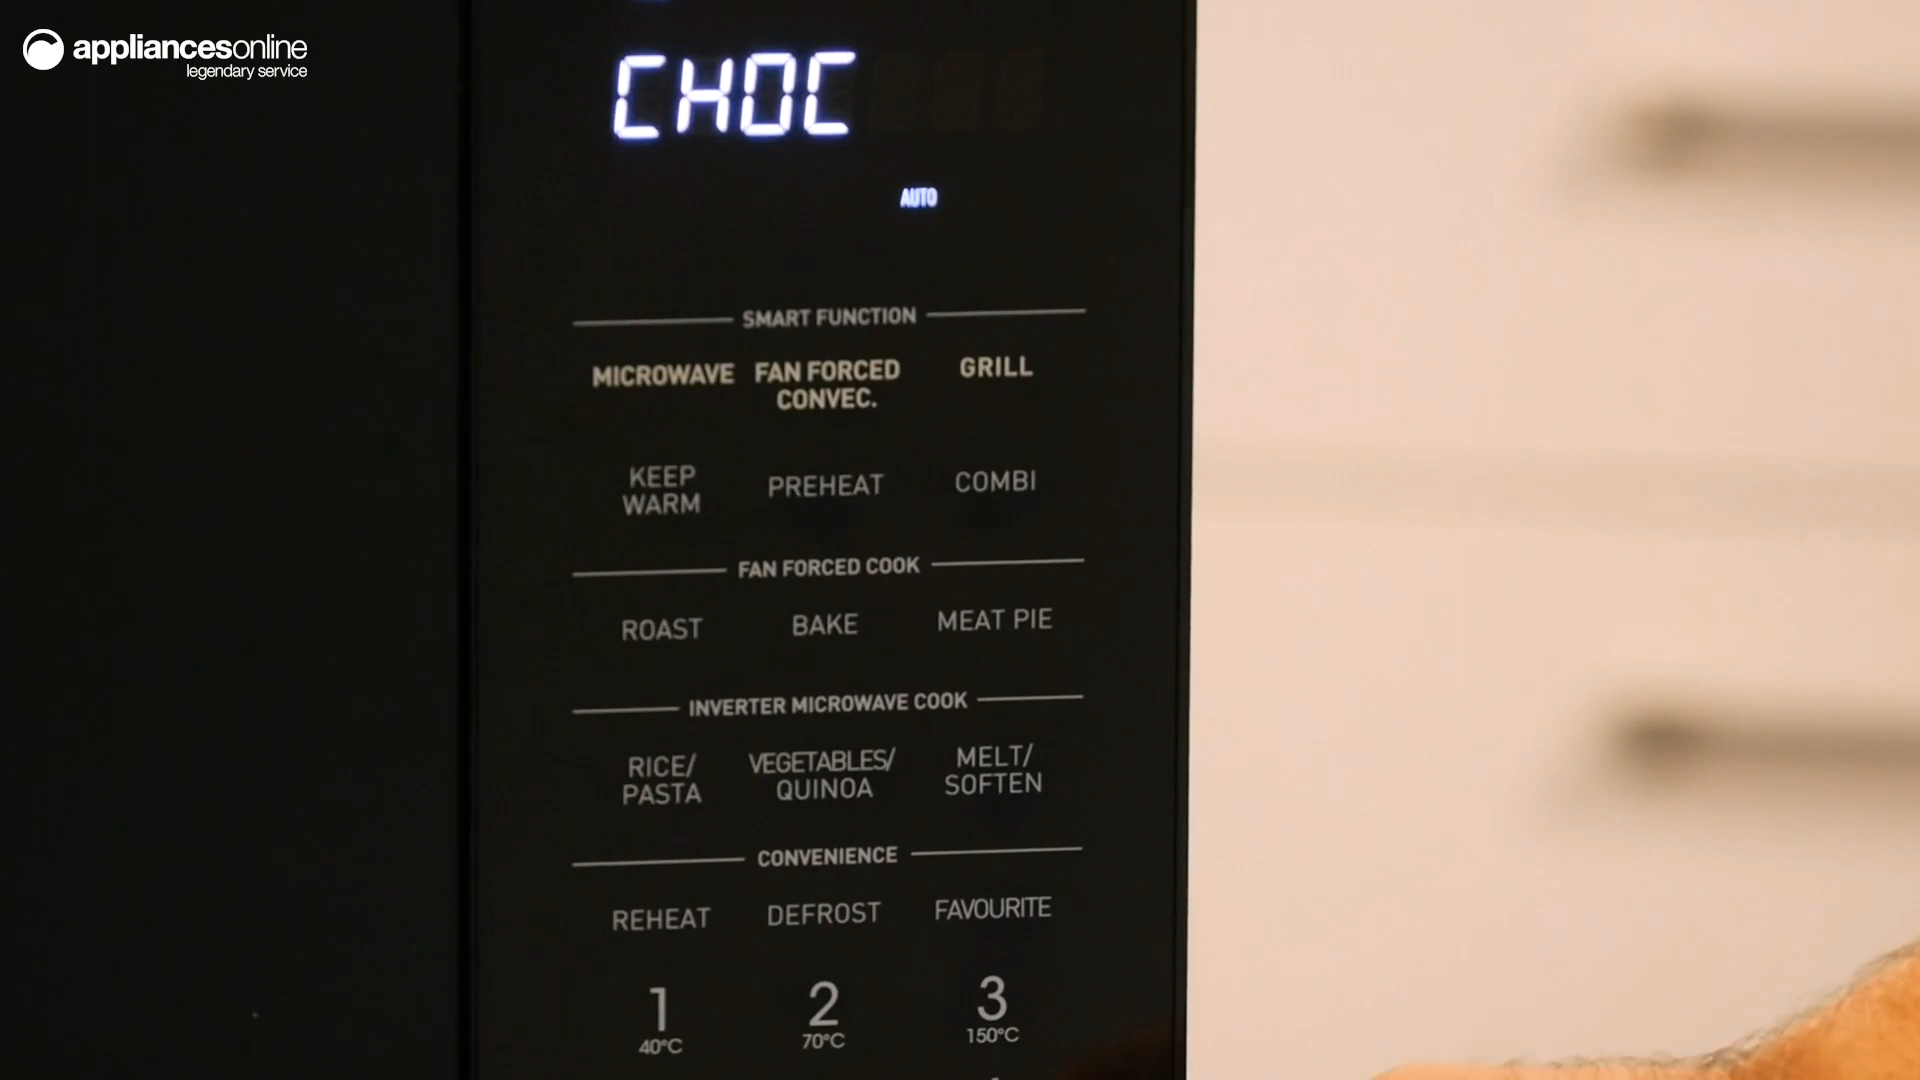 appliancesonline
legendary service
CHOC
AUTO
SMART FUNCTION
MICROWAVE FAN FORCED CONVEC. GRILL
KEEP WARM PREHEAT COMBI
FAN FORCED COOK
ROAST BAKE MEAT PIE
INVERTER MICROWAVE COOK
RICE/ PASTA VEGETABLES/ QUINOA MELT/ SOFTEN
CONVENIENCE
REHEAT DEFROST FAVOURITE
1 2 3
40°C 70°C 150°C